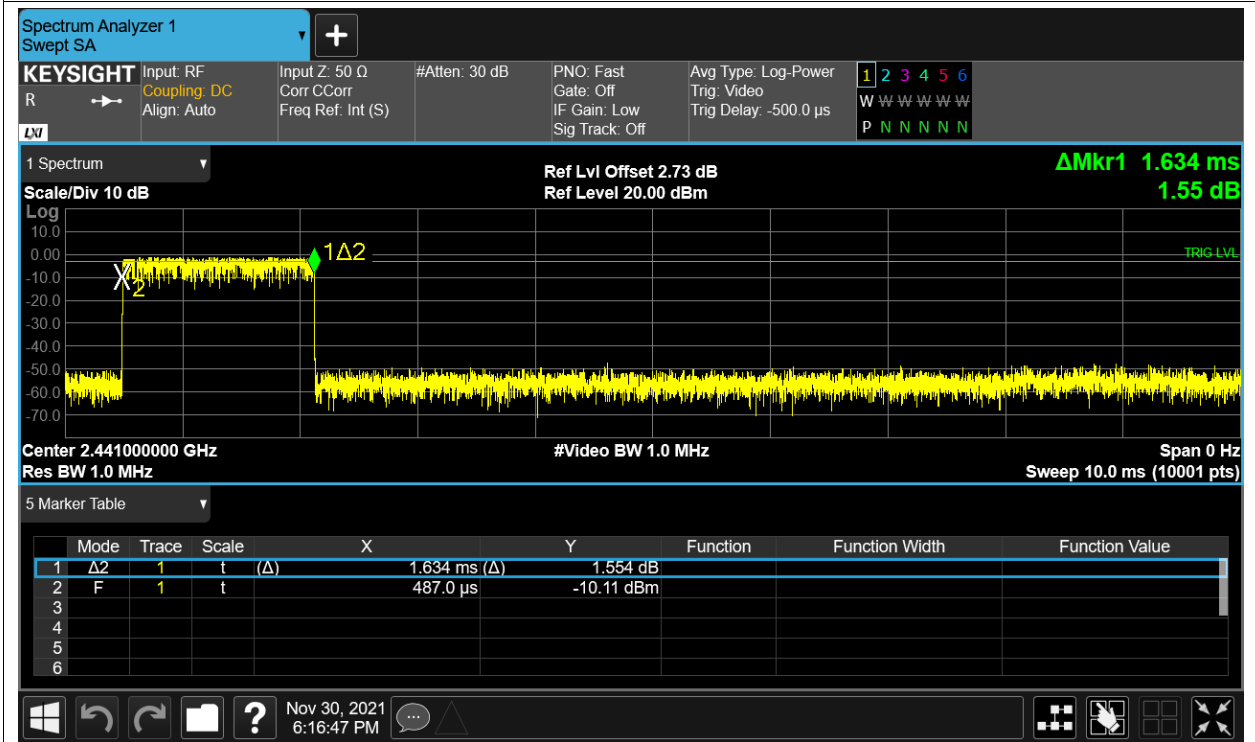 Spectrum Analyzer 1
Swept SA
+
KEYSIGHT Input: RF Input Z: 50 Ω #Atten: 30 dB PNO: Fast Avg Type: Log-Power 1 2 3 4 5 6
R Coupling: DC Corr CCorr Gate: Off Trig: Video W W W W W W
Align: Auto Freq Ref: Int (S) IF Gain: Low Trig Delay: -500.0 µs
LXI Sig Track: Off P N N N N N
1 Spectrum Ref Lvl Offset 2.73 dB ΔMkr1 1.634 ms
Scale/Div 10 dB Ref Level 20.00 dBm 1.55 dB
Log
10.0
0.00 1Δ2 TRIG LVL
-10.0 X2
-20.0
-30.0
-40.0
-50.0
-60.0
-70.0
Center 2.441000000 GHz #Video BW 1.0 MHz Span 0 Hz
Res BW 1.0 MHz Sweep 10.0 ms (10001 pts)
5 Marker Table
Mode Trace Scale X Y Function Function Width Function Value
1 Δ2 1 t (Δ) 1.634 ms (Δ) 1.554 dB
2 F 1 t 487.0 µs -10.11 dBm
3
4
5
6
? Nov 30, 2021
6:16:47 PM